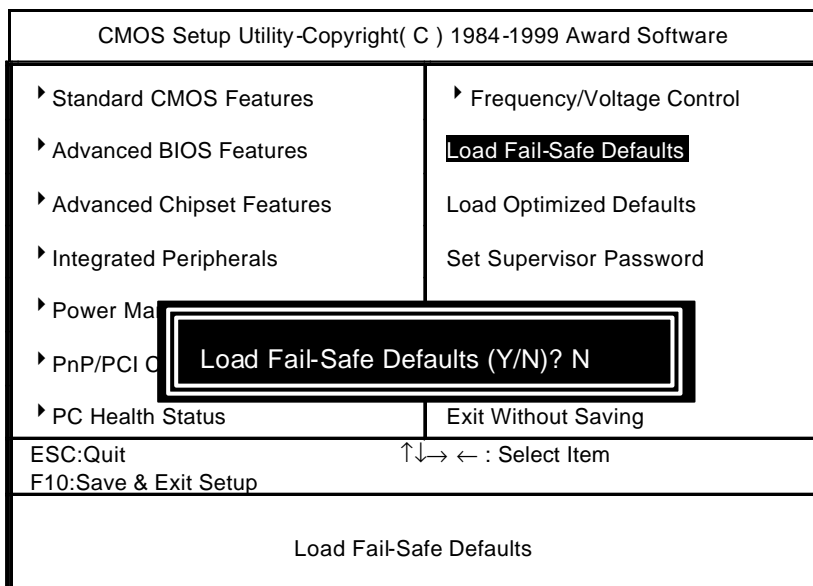 CMOS Setup Utility-Copyright( C ) 1984-1999 Award Software
Standard CMOS Features
Frequency/Voltage Control
Advanced BIOS Features
Load Fail-Safe Defaults
Advanced Chipset Features
Load Optimized Defaults
Integrated Peripherals
Set Supervisor Password
Power
PnP/PCI
Load Fail-Safe Defaults (Y/N)? N
PC Health Status
Exit Without Saving
ESC:Quit
↑↓→ ← : Select Item
F10:Save & Exit Setup
Load Fail-Safe Defaults